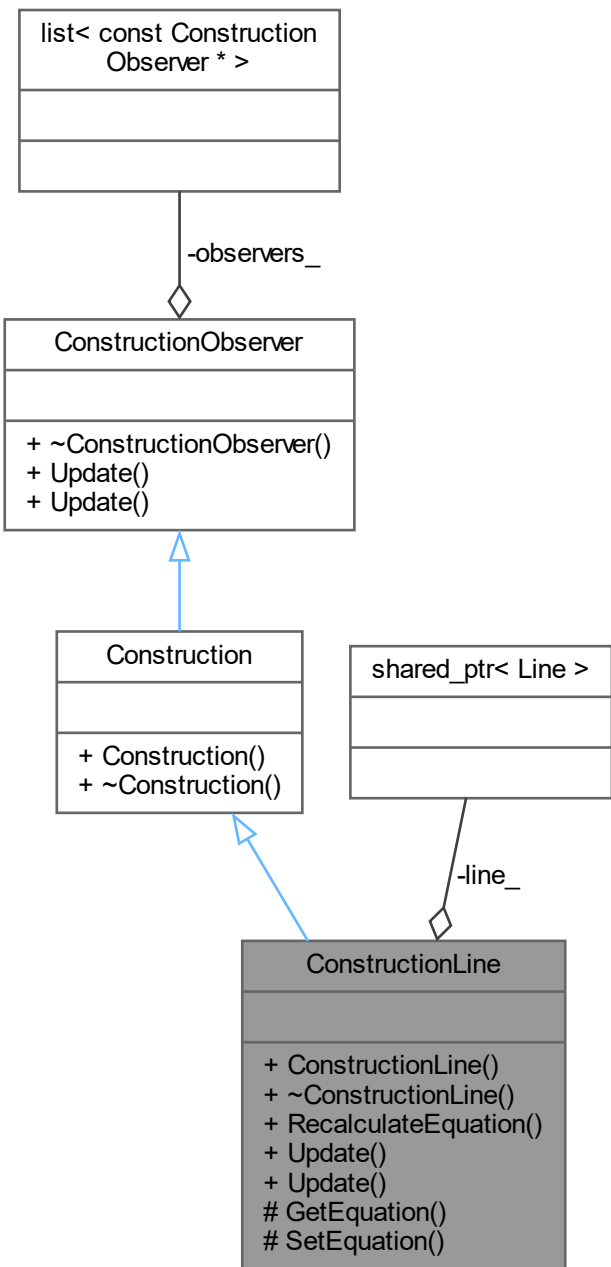 list< const Construction
Observer * >
-observers_
ConstructionObserver
+ ~ConstructionObserver()
+ Update()
+ Update()
Construction
+ Construction()
+ ~Construction()
shared_ptr< Line >
-line_
ConstructionLine
+ ConstructionLine()
+ ~ConstructionLine()
+ RecalculateEquation()
+ Update()
+ Update()
# GetEquation()
# SetEquation()